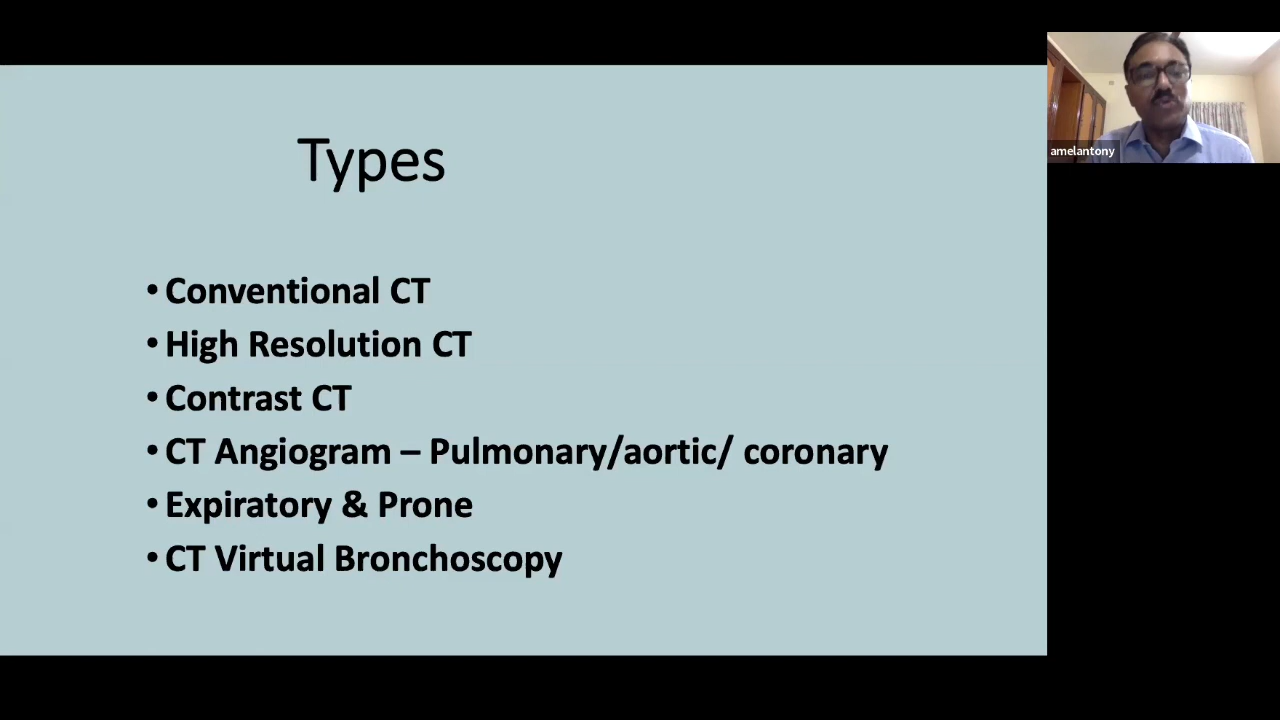 Types
• Conventional CT
• High Resolution CT
• Contrast CT
• CT Angiogram – Pulmonary/aortic/ coronary
• Expiratory & Prone
• CT Virtual Bronchoscopy
amelantony